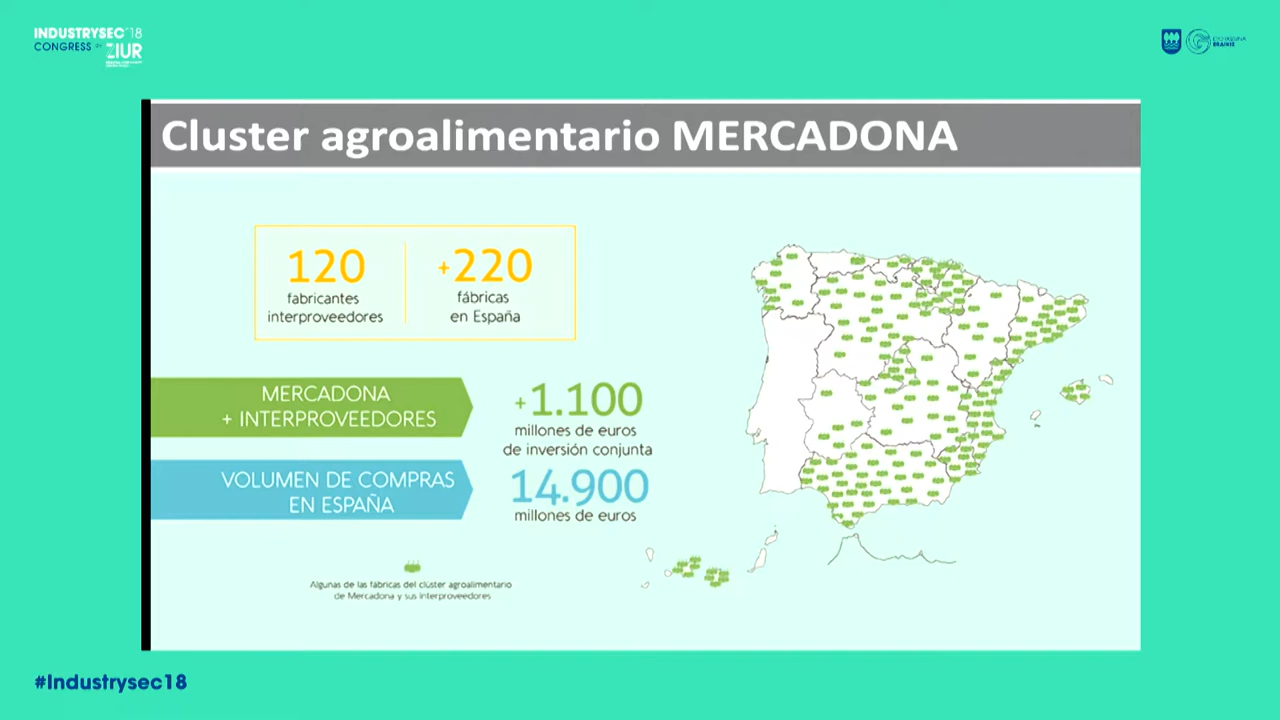 INDUSTRYSEC 18
CONGRESS BY ZIUR
Cluster agroalimentario MERCADONA
120
fabricantes
interproveedores
+220
fábricas
en España
MERCADONA
+ INTERPROVEEDORES
+1.100
millones de euros
de inversión conjunta
VOLUMEN DE COMPRAS
EN ESPAÑA
14.900
millones de euros
Algunas de las fábricas del clúster agroalimentario
de Mercadona y sus interproveedores
#Industrysec18